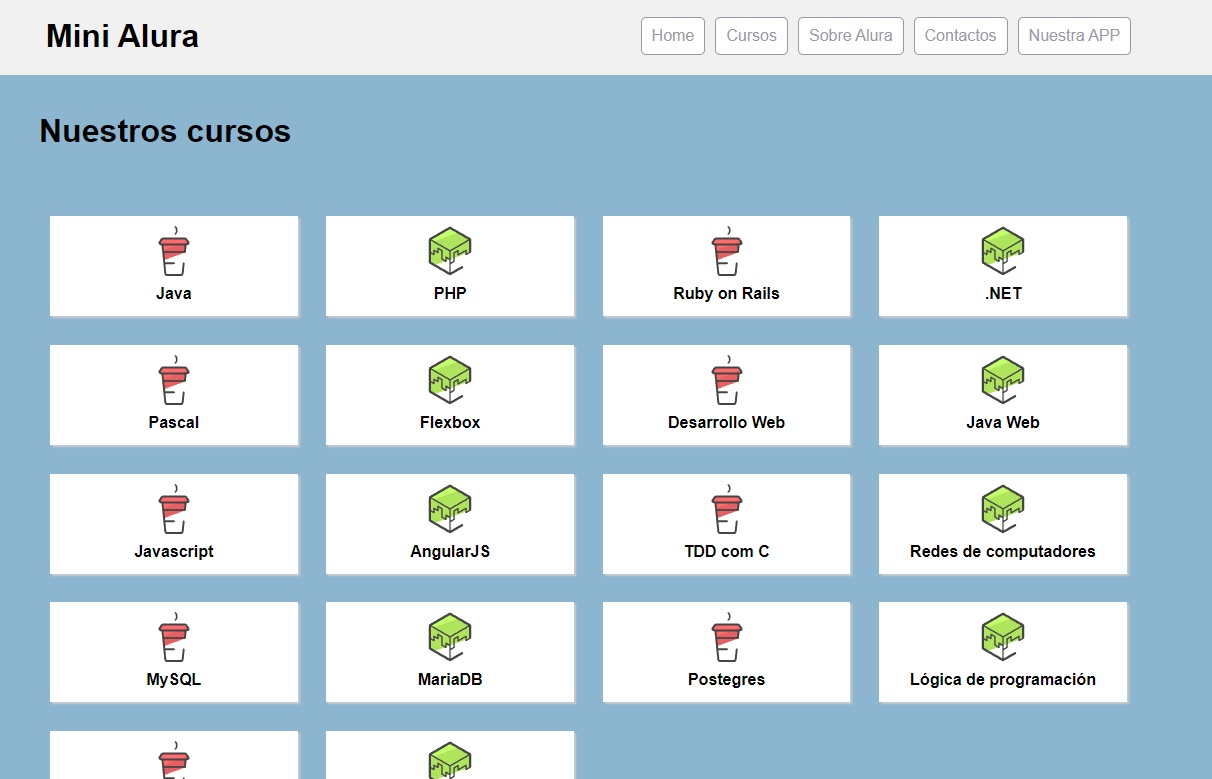 Mini Alura
Home Cursos Sobre Alura Contactos Nuestra APP
Nuestros cursos
Java PHP Ruby on Rails .NET
Pascal Flexbox Desarrollo Web Java Web
Javascript AngularJS TDD com C Redes de computadores
MySQL MariaDB Postegres Lógica de programación